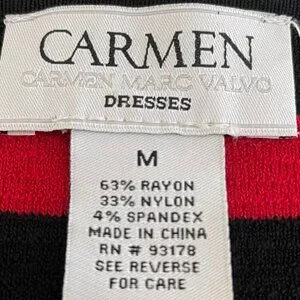 CARMEN
CARMEN MARC VALVO
DRESSES
M
63% RAYON
33% NYLON
4% SPANDEX
MADE IN CHINA
RN # 93178
SEE REVERSE
FOR CARE